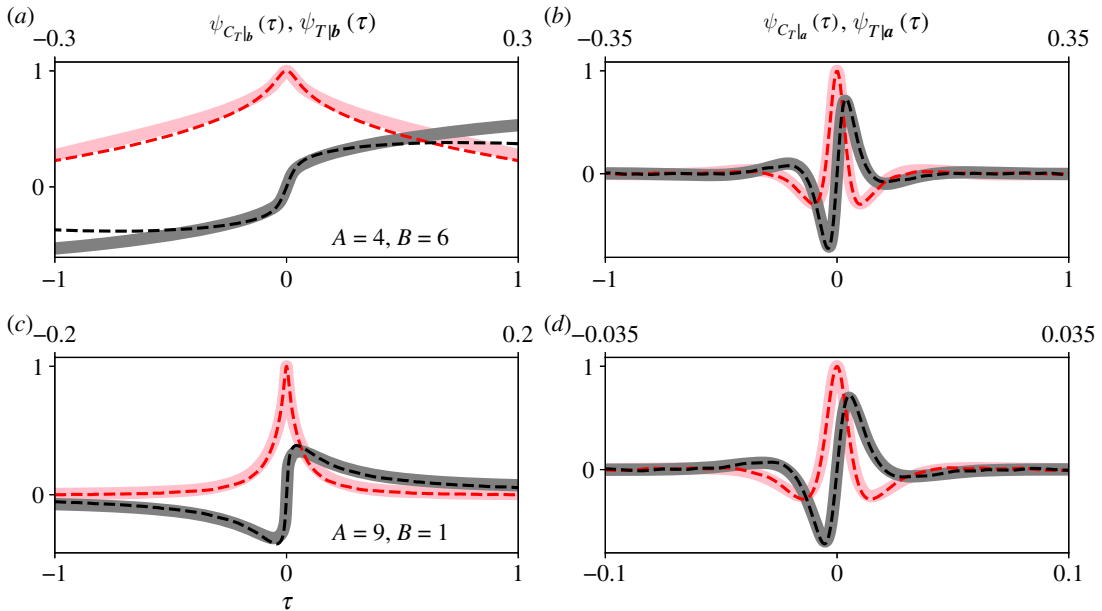 (a) ψ_{C_T|b}(τ), ψ_{T|b}(τ) (b) ψ_{C_T|a}(τ), ψ_{T|a}(τ)
−0.3 0.3 −0.35 0.35
1 1
0 0
A = 4, B = 6
−1 0 1 −1 0 1
(c) −0.2 0.2 (d) −0.035 0.035
1 1
0 0
A = 9, B = 1
−1 0 1 −0.1 0 0.1
τ